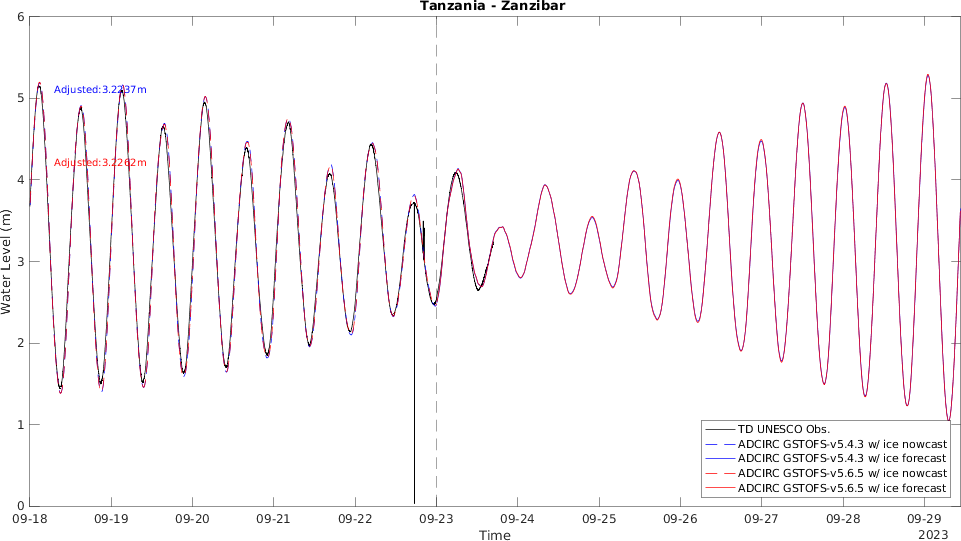 Tanzania - Zanzibar
6
5
4
3
2
1
0
Water Level (m)
Adjusted:3.2237m
Adjusted:3.2262m
TD UNESCO Obs.
ADCIRC GSTOFS-v5.4.3 w/ ice nowcast
ADCIRC GSTOFS-v5.4.3 w/ ice forecast
ADCIRC GSTOFS-v5.6.5 w/ ice nowcast
ADCIRC GSTOFS-v5.6.5 w/ ice forecast
09-18 09-19 09-20 09-21 09-22 09-23 09-24 09-25 09-26 09-27 09-28 09-29
Time
2023